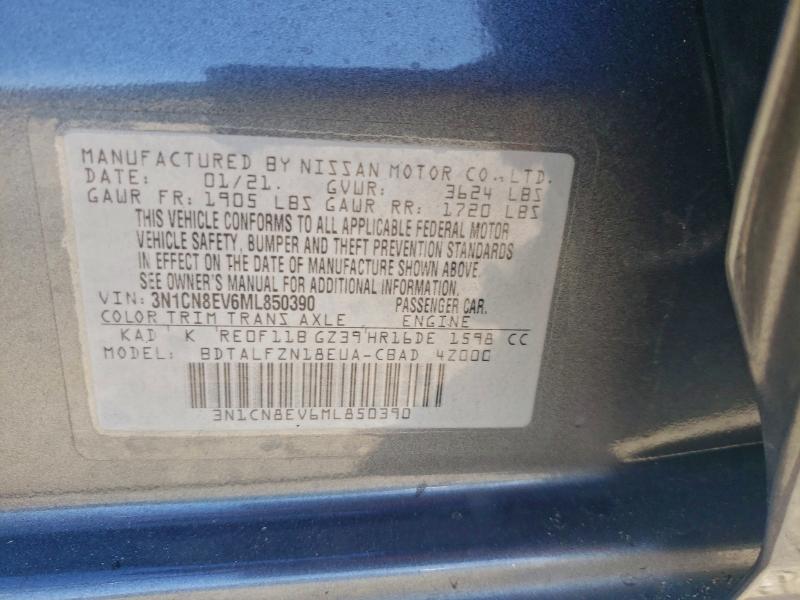 MANUFACTURED BY NISSAN MOTOR CO., LTD.
DATE: 01/21. GVWR: 3624 LBS
GAWR FR: 1905 LBS GAWR RR: 1720 LBS
THIS VEHICLE CONFORMS TO ALL APPLICABLE FEDERAL MOTOR
VEHICLE SAFETY, BUMPER AND THEFT PREVENTION STANDARDS
IN EFFECT ON THE DATE OF MANUFACTURE SHOWN ABOVE.
SEE OWNER'S MANUAL FOR ADDITIONAL INFORMATION.
VIN: 3N1CN8EV6ML850390 PASSENGER CAR.
COLOR TRIM TRANS AXLE ENGINE
KAD K RE0F11B GZ39 HR16DE 1598 CC
MODEL: BDTALFZN18EUA-CBAD 4Z000
3N1CN8EV6ML850390